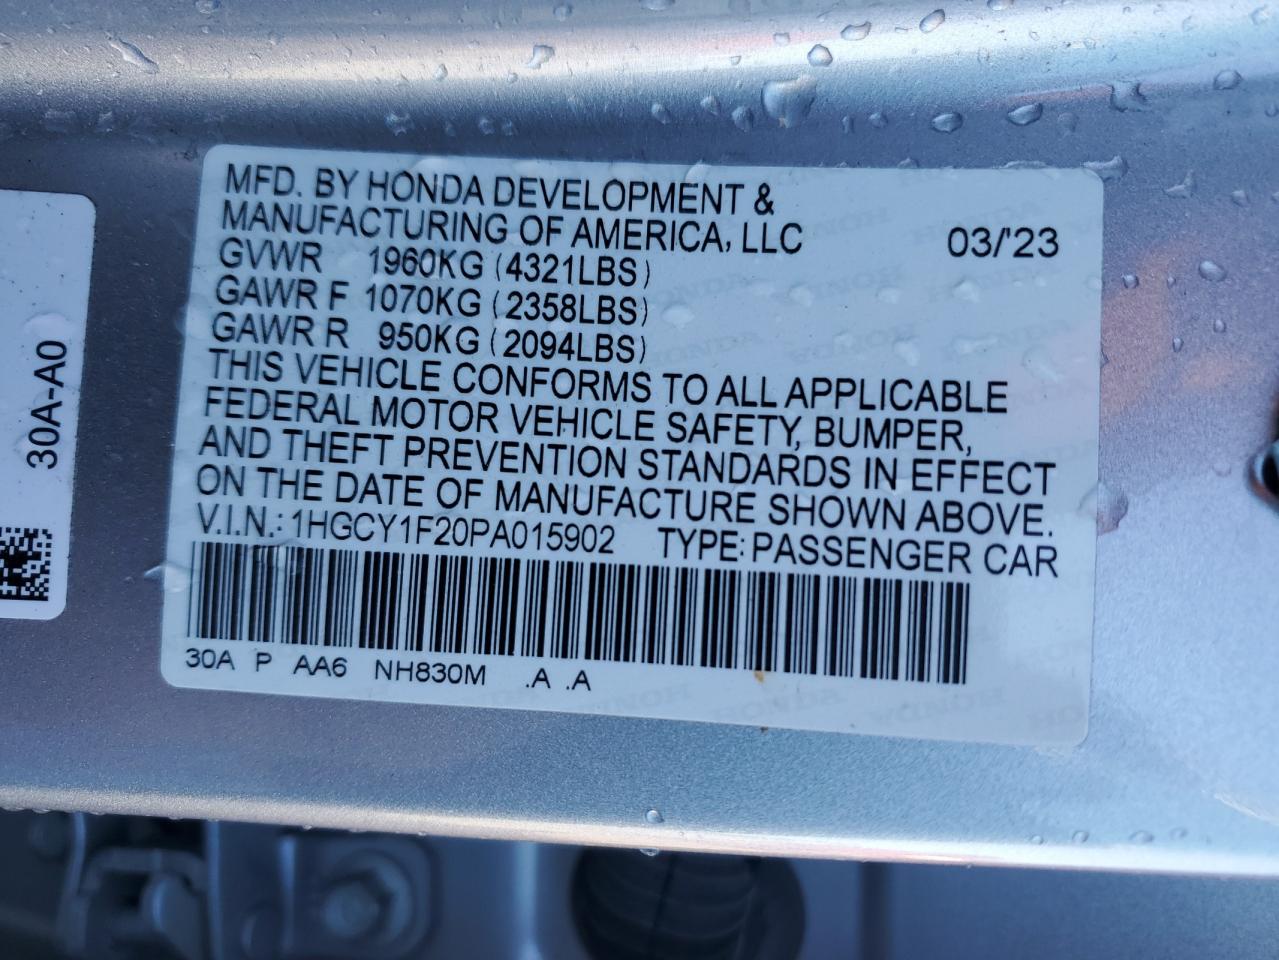 MFD. BY HONDA DEVELOPMENT &
MANUFACTURING OF AMERICA, LLC 03/'23
GVWR 1960KG (4321LBS)
GAWR F 1070KG (2358LBS)
GAWR R 950KG (2094LBS)
THIS VEHICLE CONFORMS TO ALL APPLICABLE
FEDERAL MOTOR VEHICLE SAFETY, BUMPER,
AND THEFT PREVENTION STANDARDS IN EFFECT
ON THE DATE OF MANUFACTURE SHOWN ABOVE.
V.I.N.: 1HGCY1F20PA015902 TYPE: PASSENGER CAR
30A P AA6 NH830M .A .A
30A-A0